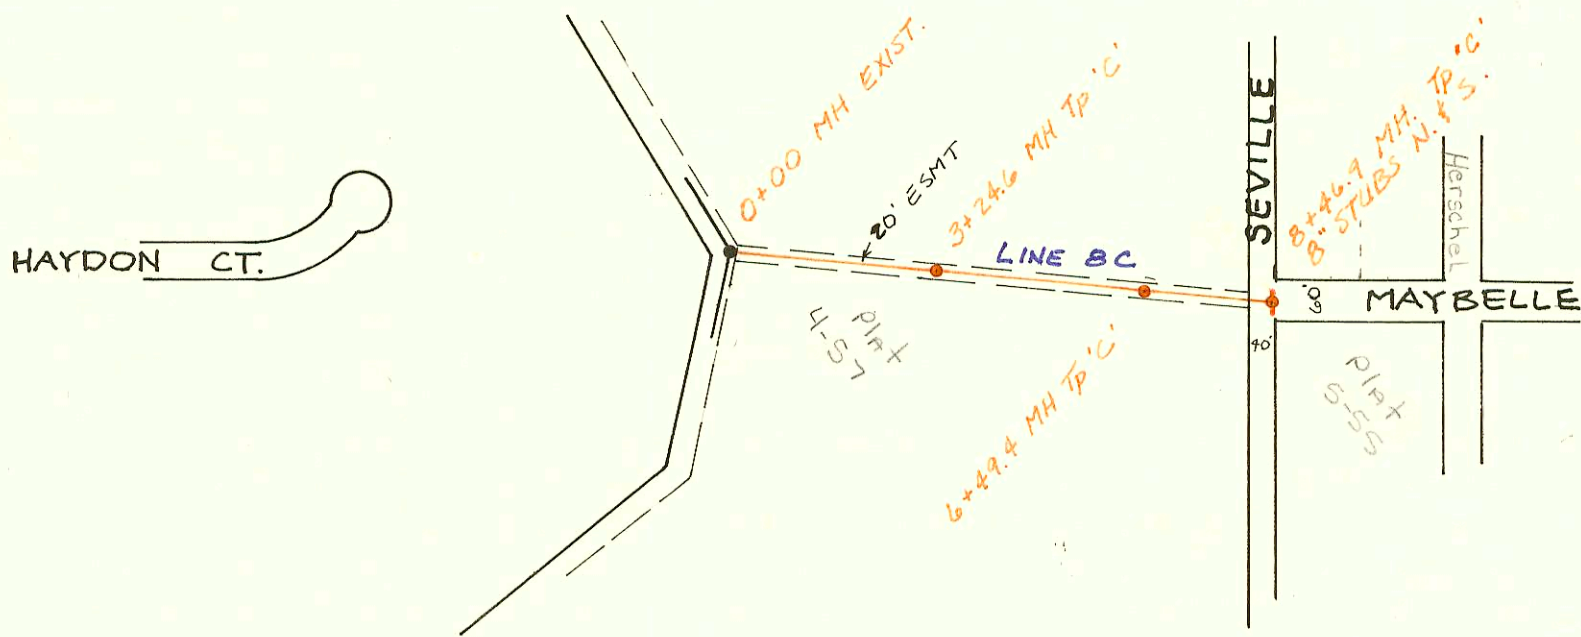 HAYDON CT.
0+00 MH EXIST.
20' ESMT
3+24.6 MH TP 'C'
LINE 8C
6+49.4 MH TP 'C'
SEVILLE
8+46.9 MH. TP 'C'
8" STUBS N. & S.
Herschel
60'
MAYBELLE
40'
PlAt
4-57
PlAt
5-55